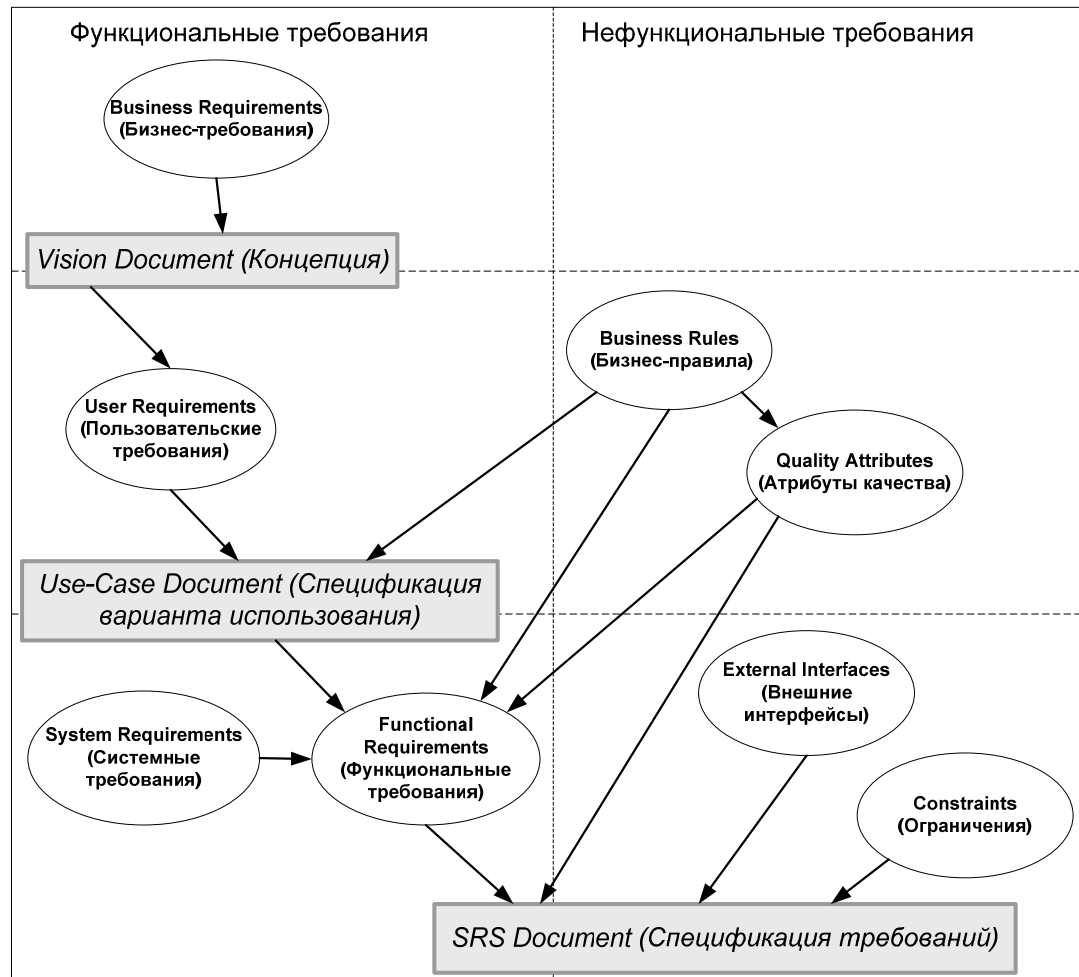 Функциональные требования
Нефункциональные требования
Business Requirements
(Бизнес-требования)
Vision Document (Концепция)
Business Rules
(Бизнес-правила)
User Requirements
(Пользовательские
требования)
Quality Attributes
(Атрибуты качества)
Use-Case Document (Спецификация
варианта использования)
External Interfaces
(Внешние
интерфейсы)
System Requirements
(Системные
требования)
Functional
Requirements
(Функциональные
требования)
Constraints
(Ограничения)
SRS Document (Спецификация требований)